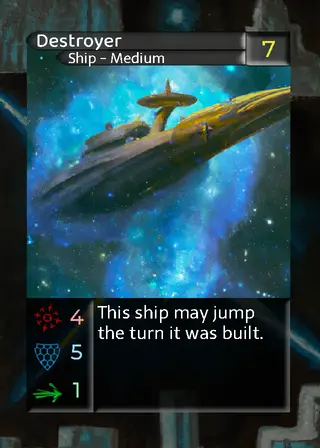 Destroyer
7
Ship – Medium
4
This ship may jump
the turn it was built.
5
1